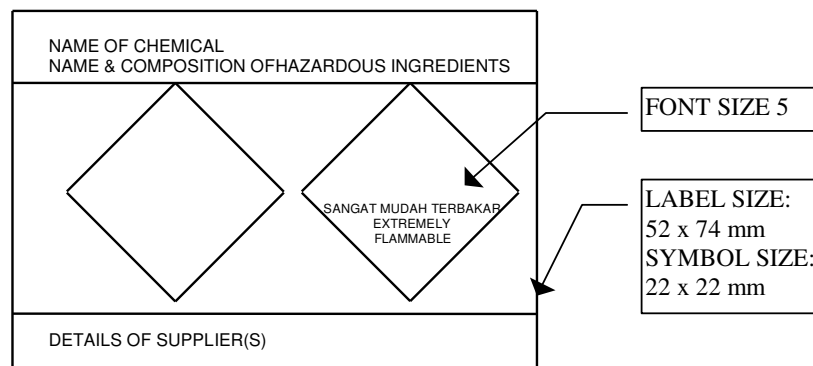 NAME OF CHEMICAL
NAME & COMPOSITION OFHAZARDOUS INGREDIENTS
FONT SIZE 5
SANGAT MUDAH TERBAKAR
EXTREMELY
FLAMMABLE
LABEL SIZE:
52 x 74 mm
SYMBOL SIZE:
22 x 22 mm
DETAILS OF SUPPLIER(S)